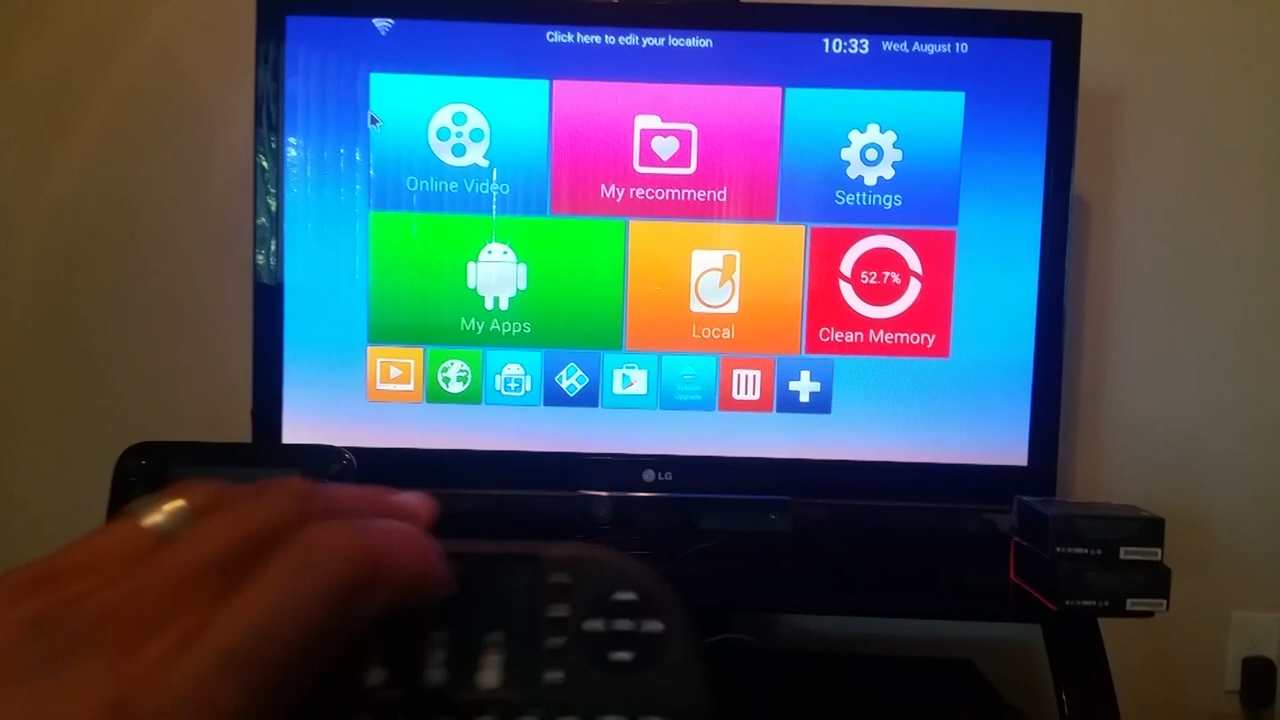 Click here to edit your location
10:33 Wed, August 10
Online Video
My recommend
Settings
My Apps
Local
52.7%
Clean Memory
Upgrade
LG